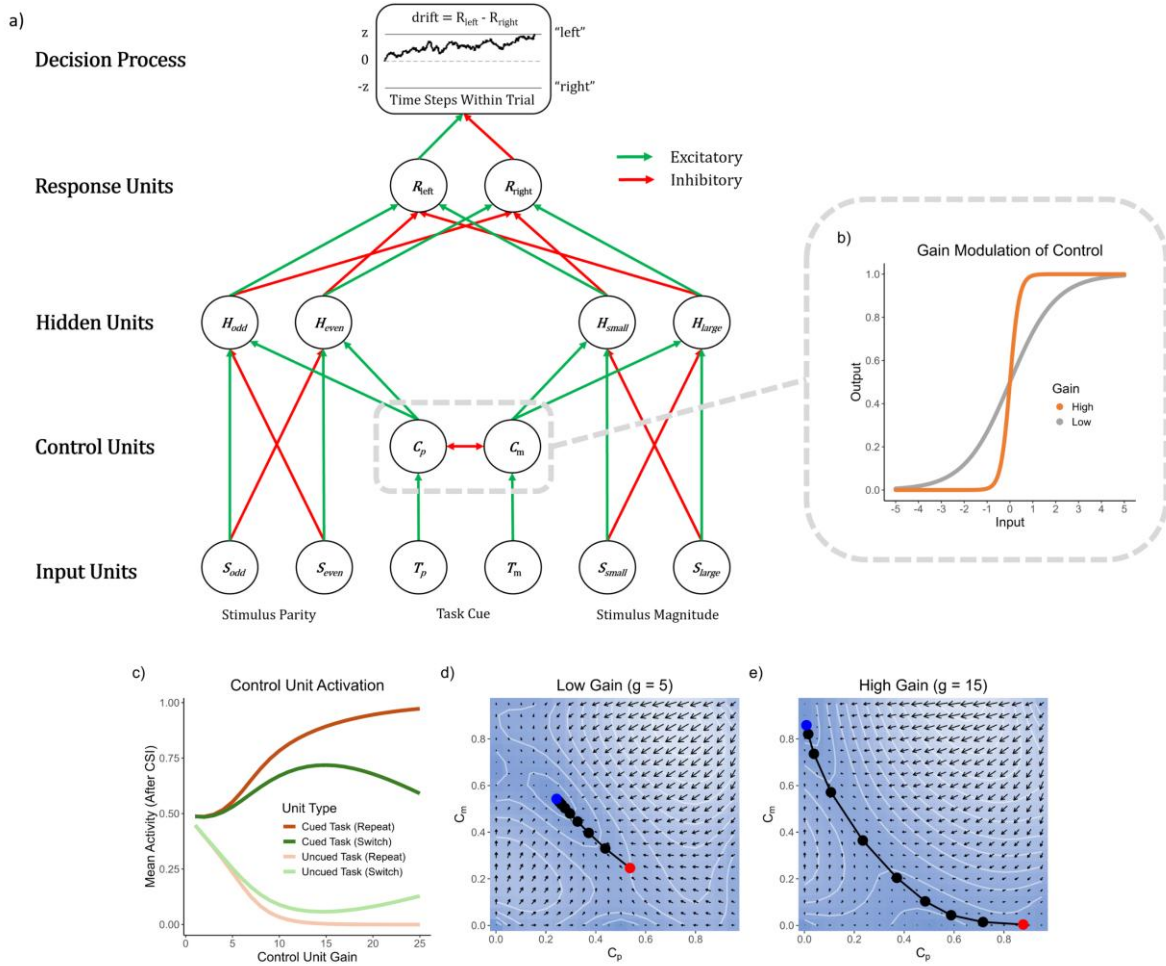 a)
Decision Process
drift = R_left - R_right
z
"left"
0
-z
"right"
Time Steps Within Trial
Excitatory
Inhibitory
Response Units
R_left
R_right
Hidden Units
H_odd
H_even
H_small
H_large
Control Units
C_p
C_m
Input Units
S_odd
S_even
T_p
T_m
S_small
S_large
Stimulus Parity
Task Cue
Stimulus Magnitude
b)
Gain Modulation of Control
1.0
0.8
0.6
0.4
0.2
0.0
Output
Gain
High
Low
-5 -4 -3 -2 -1 0 1 2 3 4 5
Input
c)
Control Unit Activation
1.00
0.75
0.50
0.25
0.00
Mean Activity (After CSI)
Unit Type
Cued Task (Repeat)
Cued Task (Switch)
Uncued Task (Repeat)
Uncued Task (Switch)
0 5 10 15 20 25
Control Unit Gain
d)
Low Gain (g = 5)
0.8
0.6
0.4
0.2
0.0
C_m
0.0 0.2 0.4 0.6 0.8
C_p
e)
High Gain (g = 15)
0.8
0.6
0.4
0.2
0.0
C_m
0.0 0.2 0.4 0.6 0.8
C_p